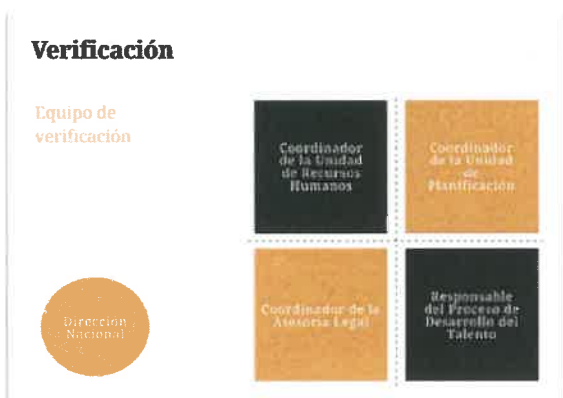 Verificación
Equipo de
verificación
Coordinador
de la Unidad
de Recursos
Humanos
Coordinador
de la Unidad
de
Planificación
Coordinador de la
Asesoría Legal
Responsable
del Proceso de
Desarrollo del
Talento
Dirección
Nacional